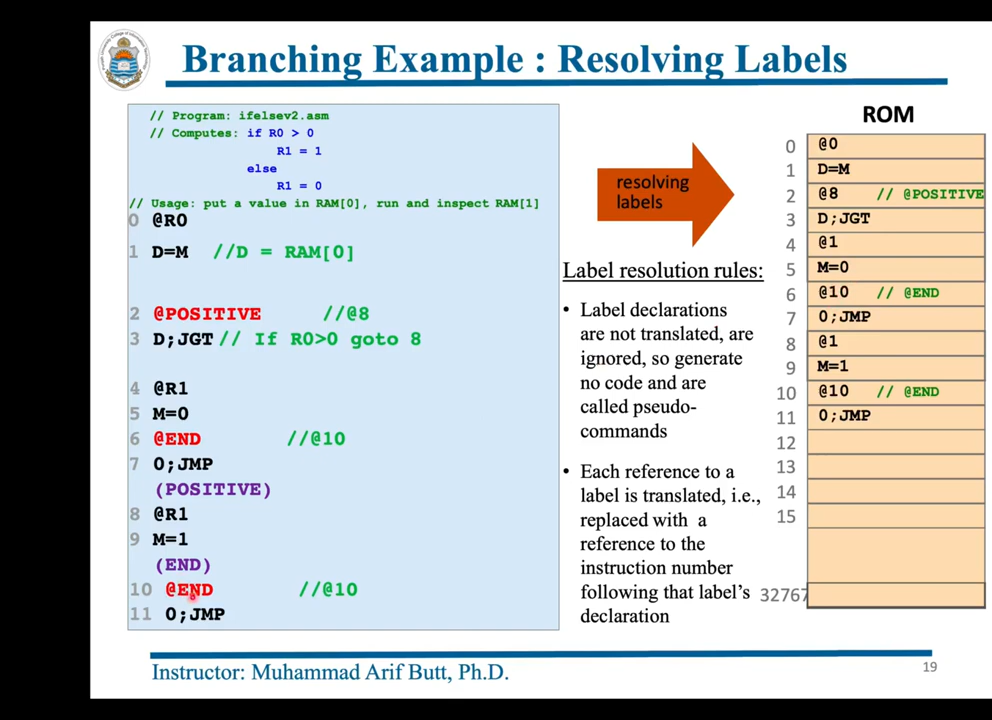 Branching Example : Resolving Labels
// Program: ifelsev2.asm
// Computes: if R0 > 0
R1 = 1
else
R1 = 0
// Usage: put a value in RAM[0], run and inspect RAM[1]
0 @R0
1 D=M //D = RAM[0]
2 @POSITIVE //@8
3 D;JGT // If R0>0 goto 8
4 @R1
5 M=0
6 @END //@10
7 0;JMP
(POSITIVE)
8 @R1
9 M=1
(END)
10 @END //@10
11 0;JMP
resolving
labels
Label resolution rules:
• Label declarations
are not translated, are
ignored, so generate
no code and are
called pseudo-
commands
• Each reference to a
label is translated, i.e.,
replaced with a
reference to the
instruction number
following that label's
declaration
ROM
0 @0
1 D=M
2 @8 // @POSITIVE
3 D;JGT
4 @1
5 M=0
6 @10 // @END
7 0;JMP
8 @1
9 M=1
10 @10 // @END
11 0;JMP
12
13
14
15
32767
Instructor: Muhammad Arif Butt, Ph.D.
19